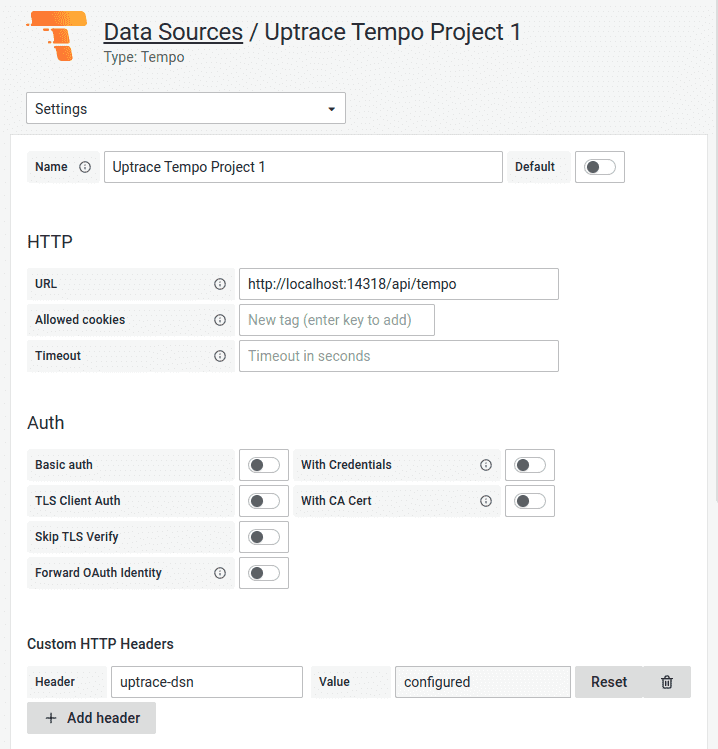 Data Sources / Uptrace Tempo Project 1
Type: Tempo
Settings
Name Uptrace Tempo Project 1 Default
HTTP
URL http://localhost:14318/api/tempo
Allowed cookies New tag (enter key to add)
Timeout Timeout in seconds
Auth
Basic auth With Credentials
TLS Client Auth With CA Cert
Skip TLS Verify
Forward OAuth Identity
Custom HTTP Headers
Header uptrace-dsn Value configured Reset
Add header